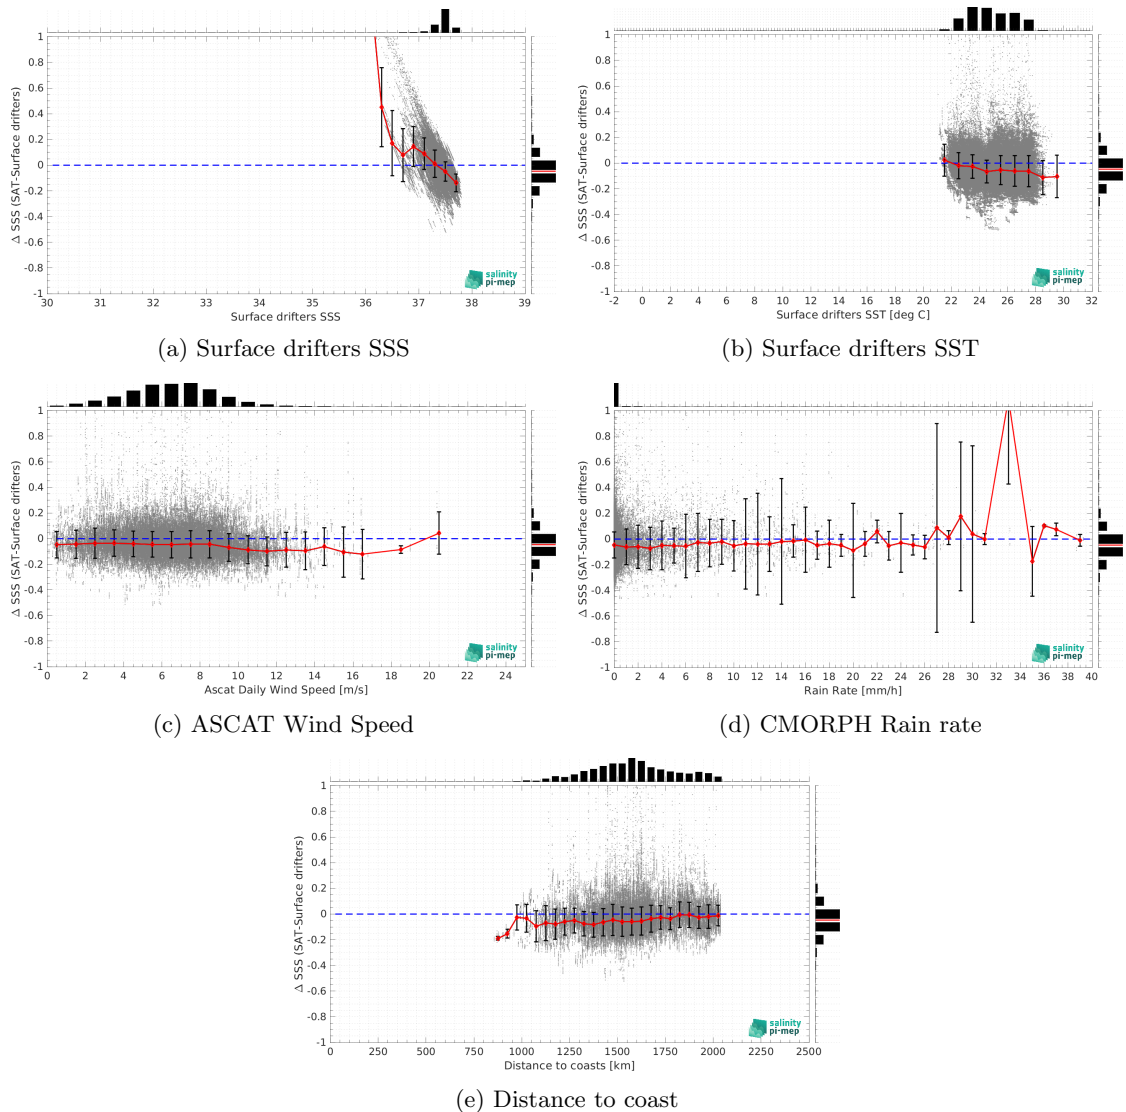 1
0.8
0.6
0.4
0.2
0
-0.2
-0.4
-0.6
-0.8
-1
Δ SSS (SAT-Surface drifters)
30 31 32 33 34 35 36 37 38 39
Surface drifters SSS
salinity
pi-mep
(a) Surface drifters SSS
1
0.8
0.6
0.4
0.2
0
-0.2
-0.4
-0.6
-0.8
-1
Δ SSS (SAT-Surface drifters)
-2 0 2 4 6 8 10 12 14 16 18 20 22 24 26 28 30 32
Surface drifters SST [deg C]
salinity
pi-mep
(b) Surface drifters SST
1
0.8
0.6
0.4
0.2
0
-0.2
-0.4
-0.6
-0.8
-1
Δ SSS (SAT-Surface drifters)
0 2 4 6 8 10 12 14 16 18 20 22 24
Ascat Daily Wind Speed [m/s]
salinity
pi-mep
(c) ASCAT Wind Speed
1
0.8
0.6
0.4
0.2
0
-0.2
-0.4
-0.6
-0.8
-1
Δ SSS (SAT-Surface drifters)
0 2 4 6 8 10 12 14 16 18 20 22 24 26 28 30 32 34 36 38 40
Rain Rate [mm/h]
salinity
pi-mep
(d) CMORPH Rain rate
1
0.8
0.6
0.4
0.2
0
-0.2
-0.4
-0.6
-0.8
-1
Δ SSS (SAT-Surface drifters)
0 250 500 750 1000 1250 1500 1750 2000 2250 2500
Distance to coasts [km]
salinity
pi-mep
(e) Distance to coast